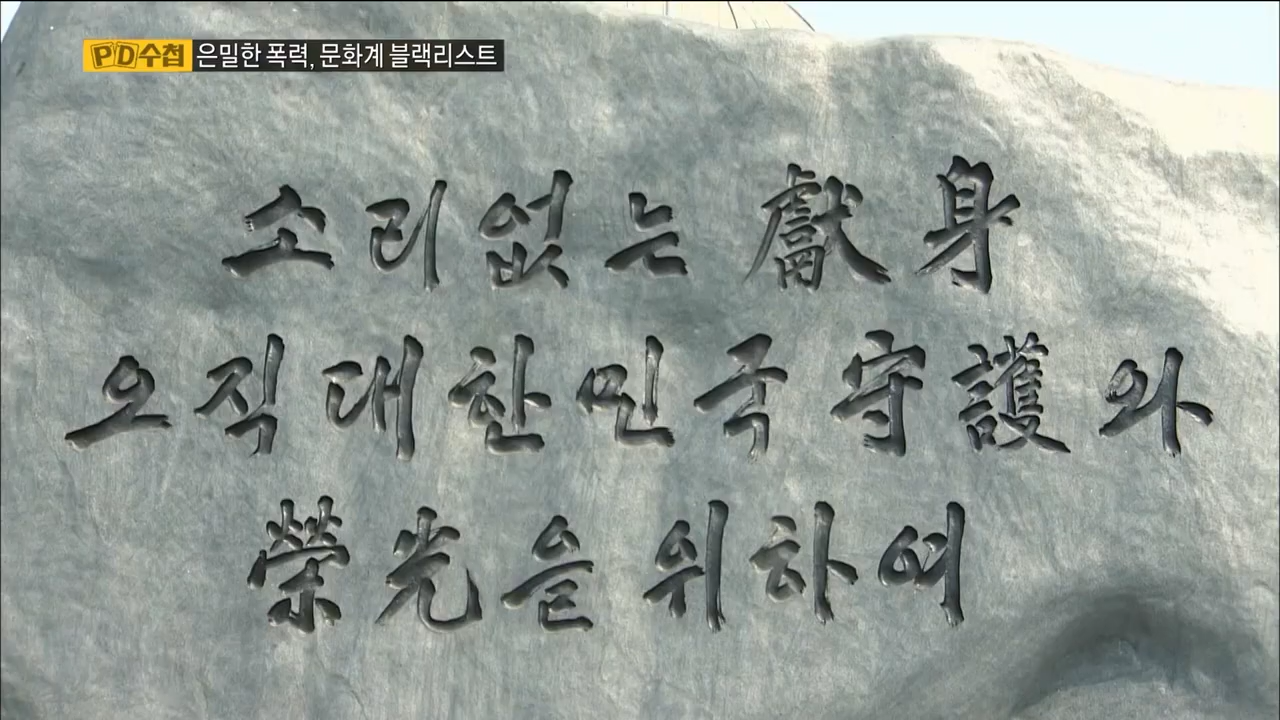 PD수첩 은밀한 폭력, 문화계 블랙리스트
소리없는 獻身
오직 대한민국 守護와
榮光을 위하여